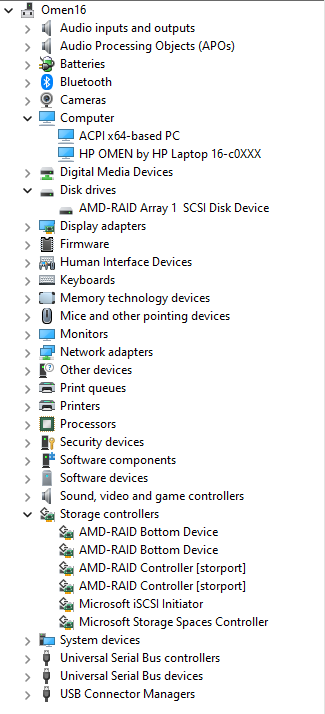 Omen16
Audio inputs and outputs
Audio Processing Objects (APOs)
Batteries
Bluetooth
Cameras
Computer
ACPI x64-based PC
HP OMEN by HP Laptop 16-c0XXX
Digital Media Devices
Disk drives
AMD-RAID Array 1  SCSI Disk Device
Display adapters
Firmware
Human Interface Devices
Keyboards
Memory technology devices
Mice and other pointing devices
Monitors
Network adapters
Other devices
Print queues
Printers
Processors
Security devices
Software components
Software devices
Sound, video and game controllers
Storage controllers
AMD-RAID Bottom Device
AMD-RAID Bottom Device
AMD-RAID Controller [storport]
AMD-RAID Controller [storport]
Microsoft iSCSI Initiator
Microsoft Storage Spaces Controller
System devices
Universal Serial Bus controllers
Universal Serial Bus devices
USB Connector Managers